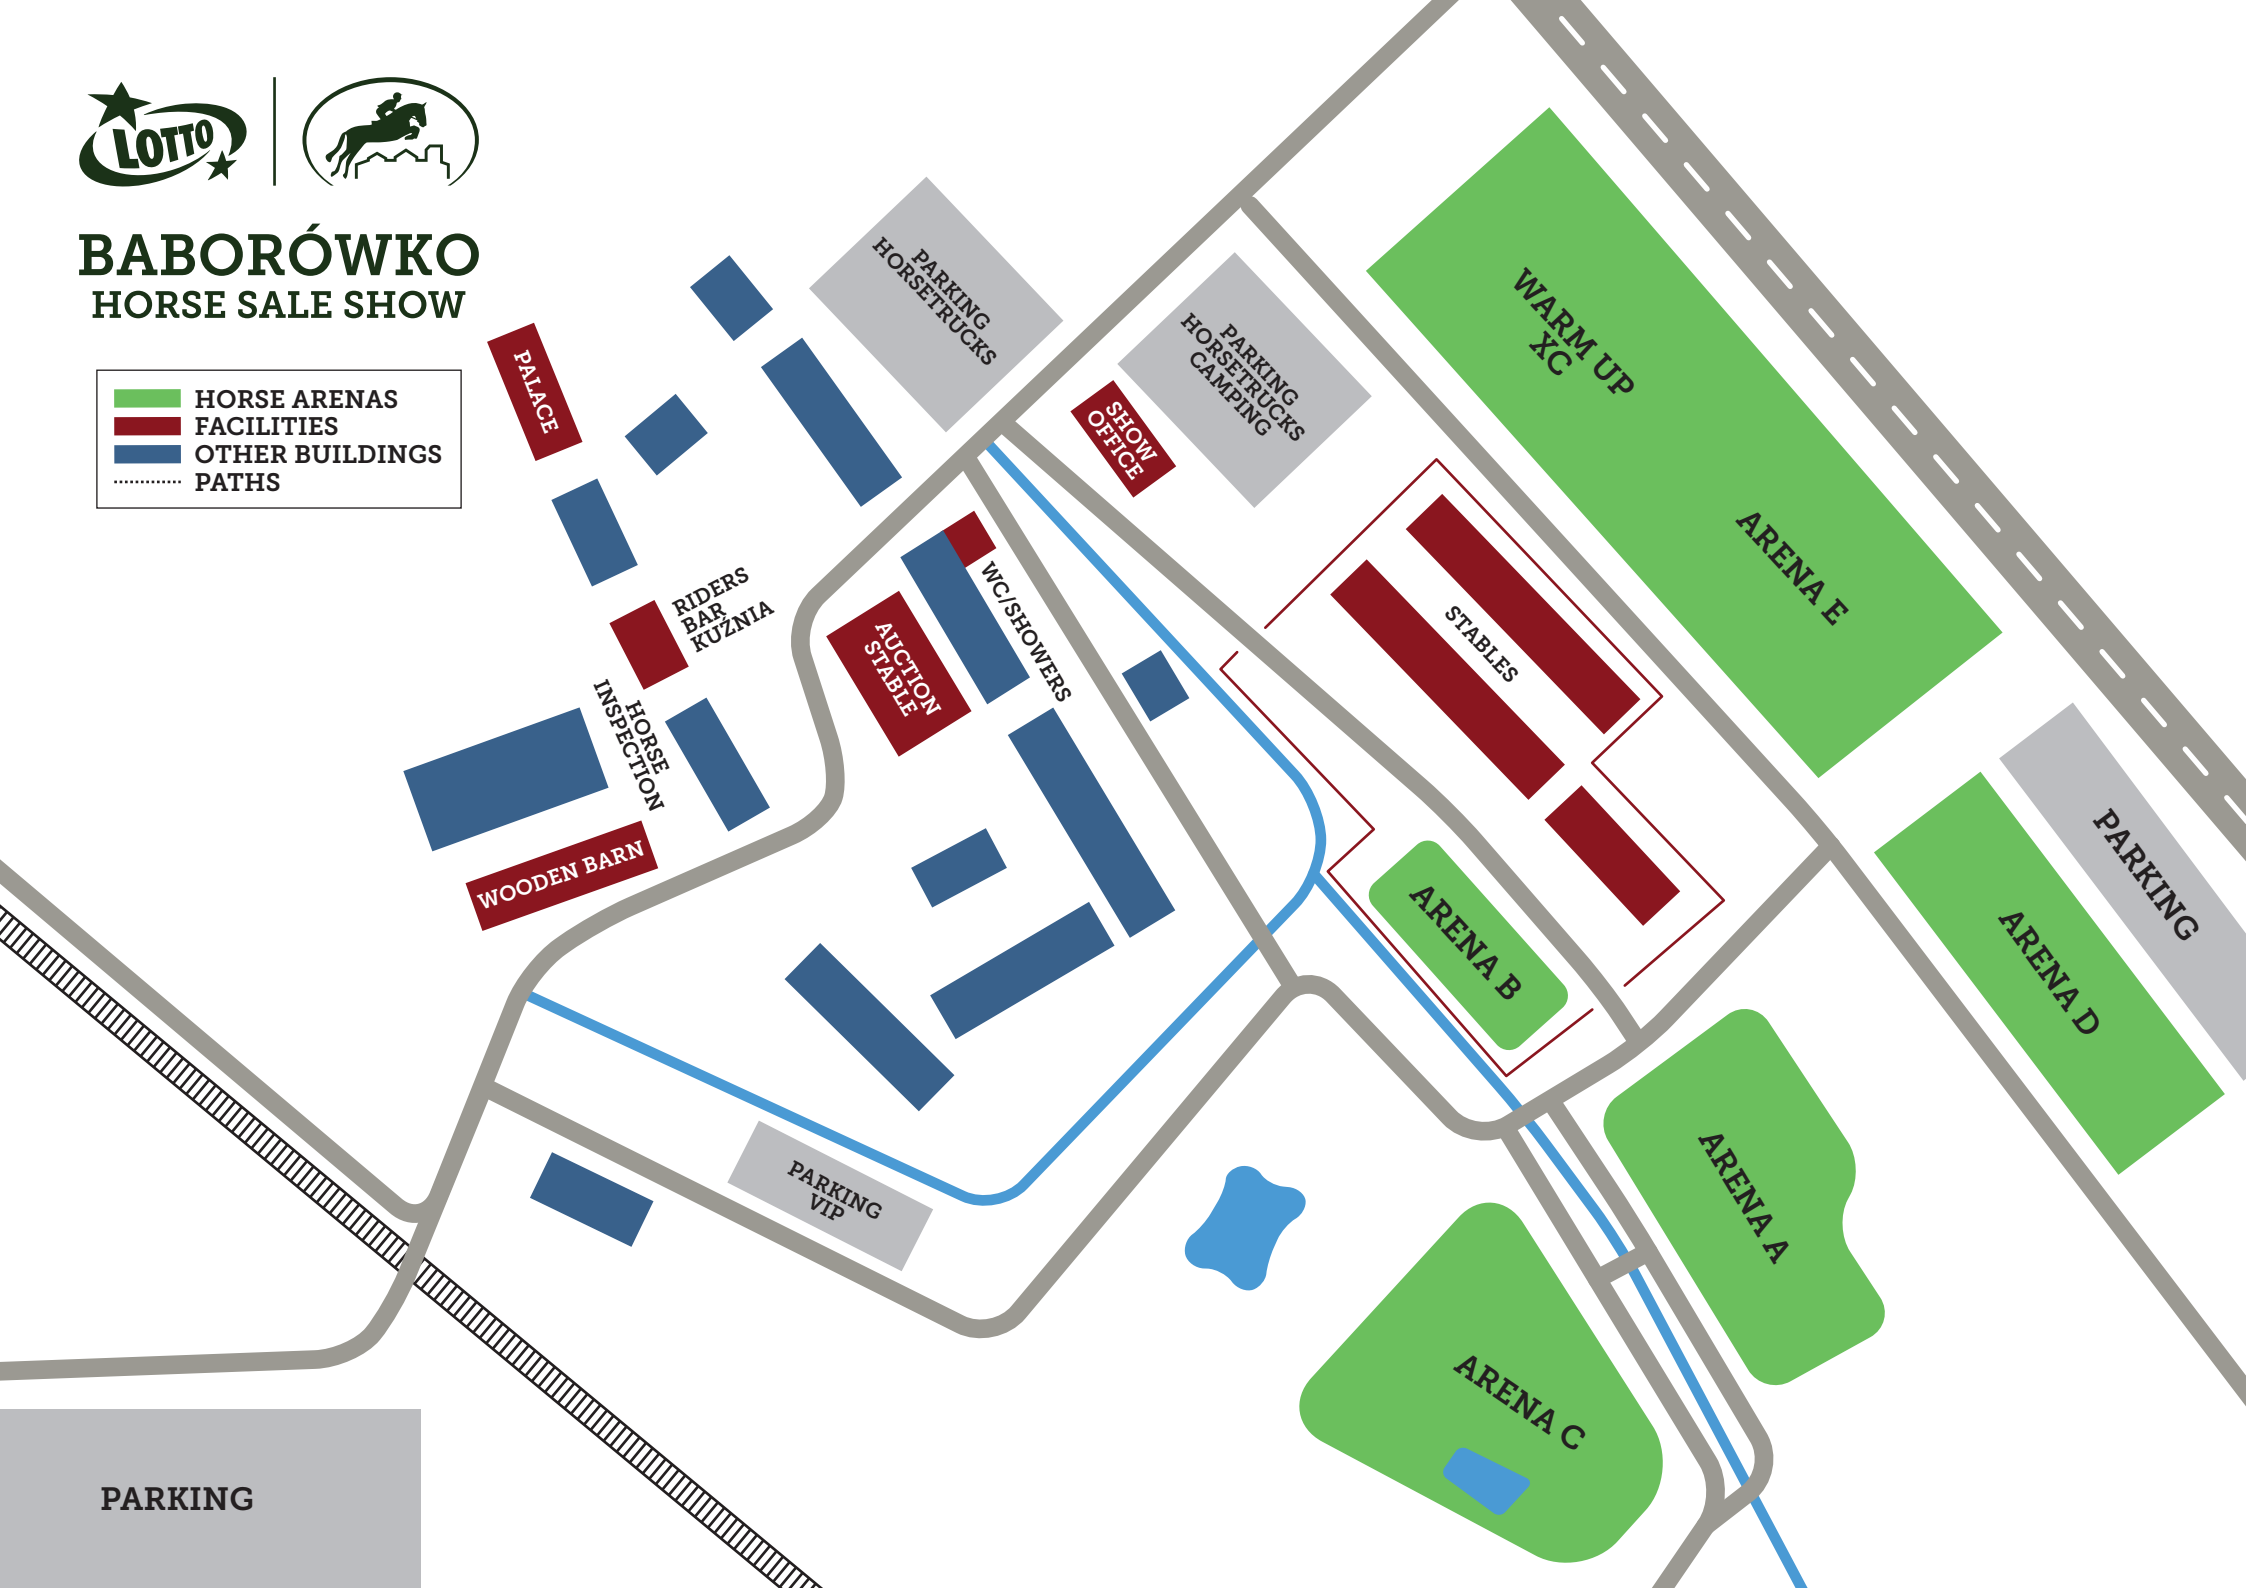 LOTTO
BABORÓWKO
HORSE SALE SHOW
HORSE ARENAS
FACILITIES
OTHER BUILDINGS
PATHS
PALACE
PARKING
HORSETRUCKS
PARKING
HORSETRUCKS
CAMPING
SHOW
OFFICE
WARM UP
XC
ARENA E
STABLES
RIDERS
BAR
KUŹNIA
WC/SHOWERS
AUCTION
STABLE
HORSE
INSPECTION
WOODEN BARN
ARENA B
PARKING
ARENA D
ARENA A
PARKING
VIP
ARENA C
PARKING